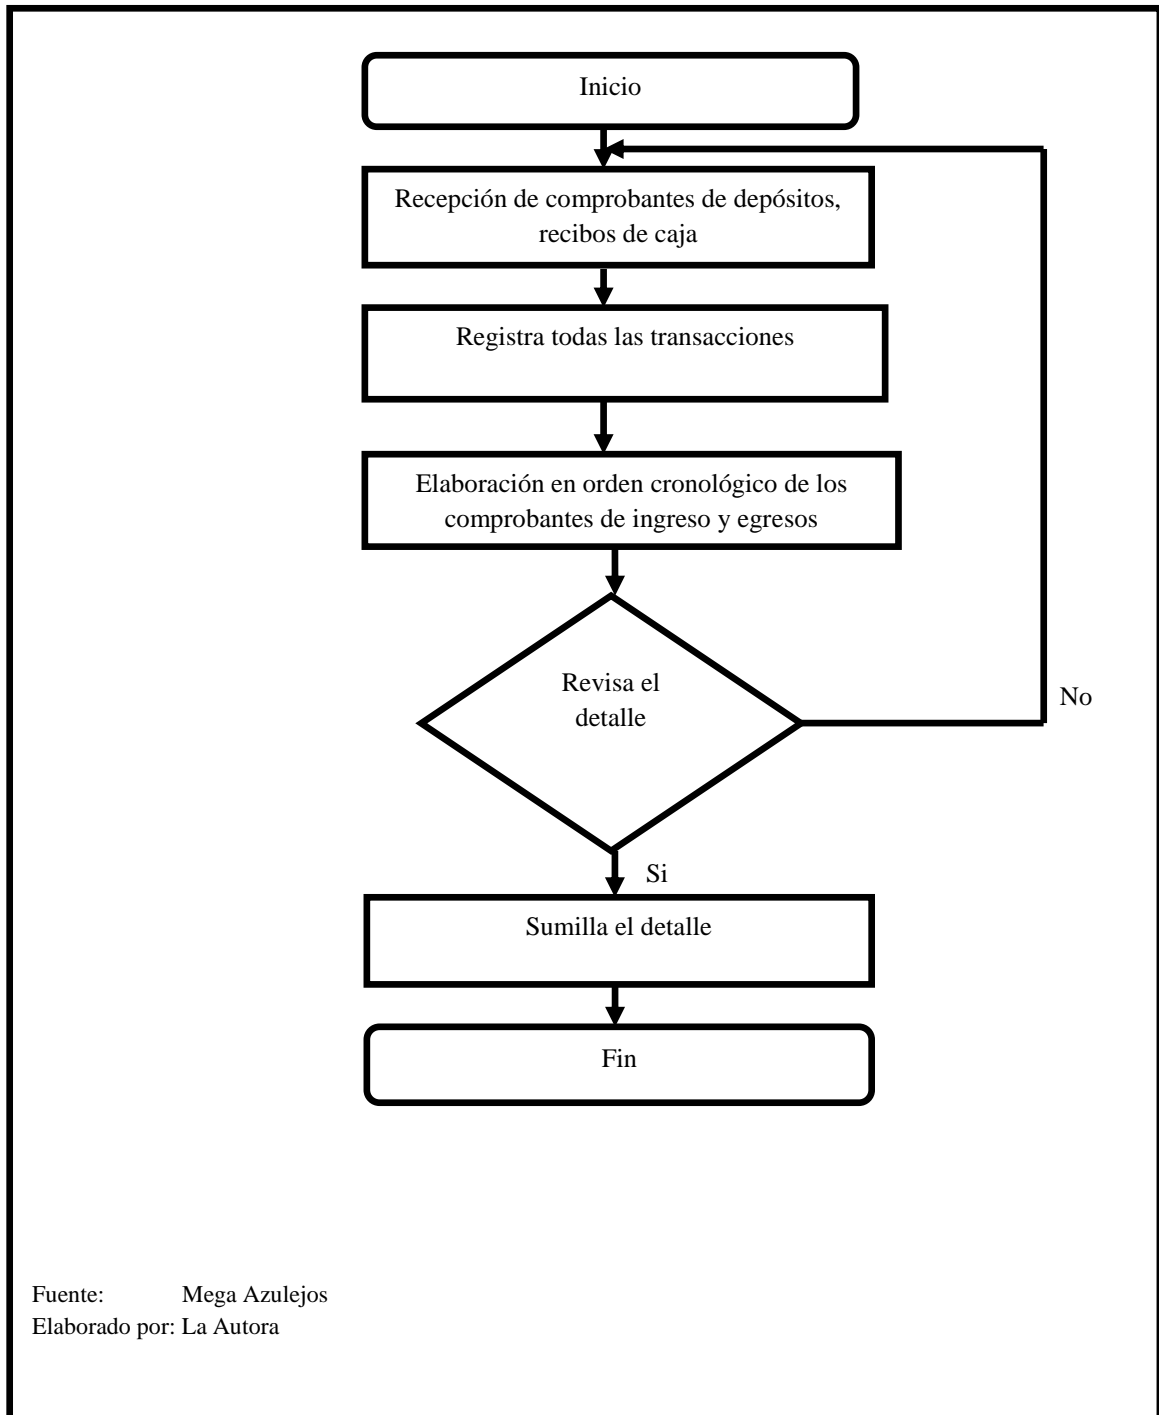 Inicio
Recepción de comprobantes de depósitos,
recibos de caja
Registra todas las transacciones
Elaboración en orden cronológico de los
comprobantes de ingreso y egresos
Revisa el
detalle
No
Si
Sumilla el detalle
Fin
Fuente: Mega Azulejos
Elaborado por: La Autora